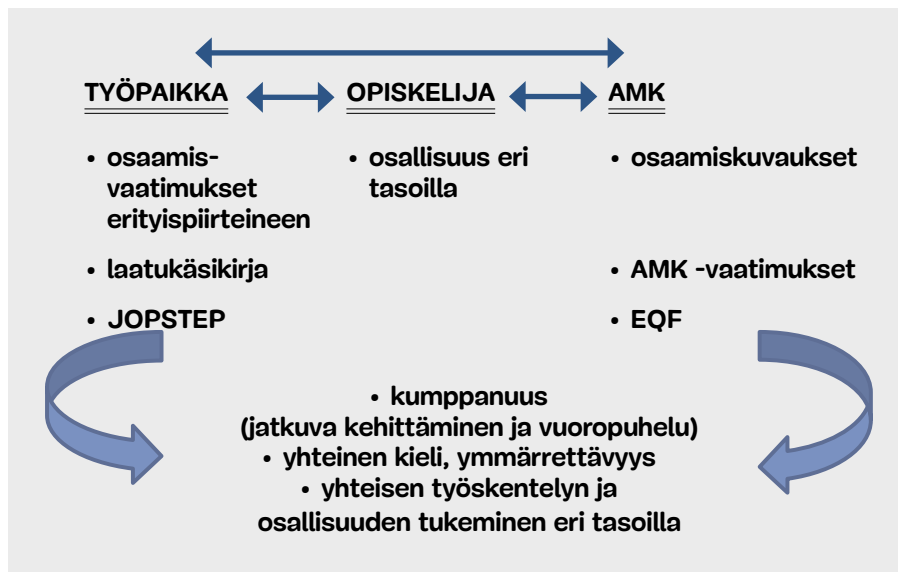 TYÖPAIKKA
OPISKELIJA
AMK
• osaamis-
vaatimukset
erityispiirteineen
• laatukäsikirja
• JOPSTEP
• osallisuus eri
tasoilla
• osaamiskuvaukset
• AMK -vaatimukset
• EQF
• kumppanuus
(jatkuva kehittäminen ja vuoropuhelu)
• yhteinen kieli, ymmärrettävyys
• yhteisen työskentelyn ja
osallisuuden tukeminen eri tasoilla